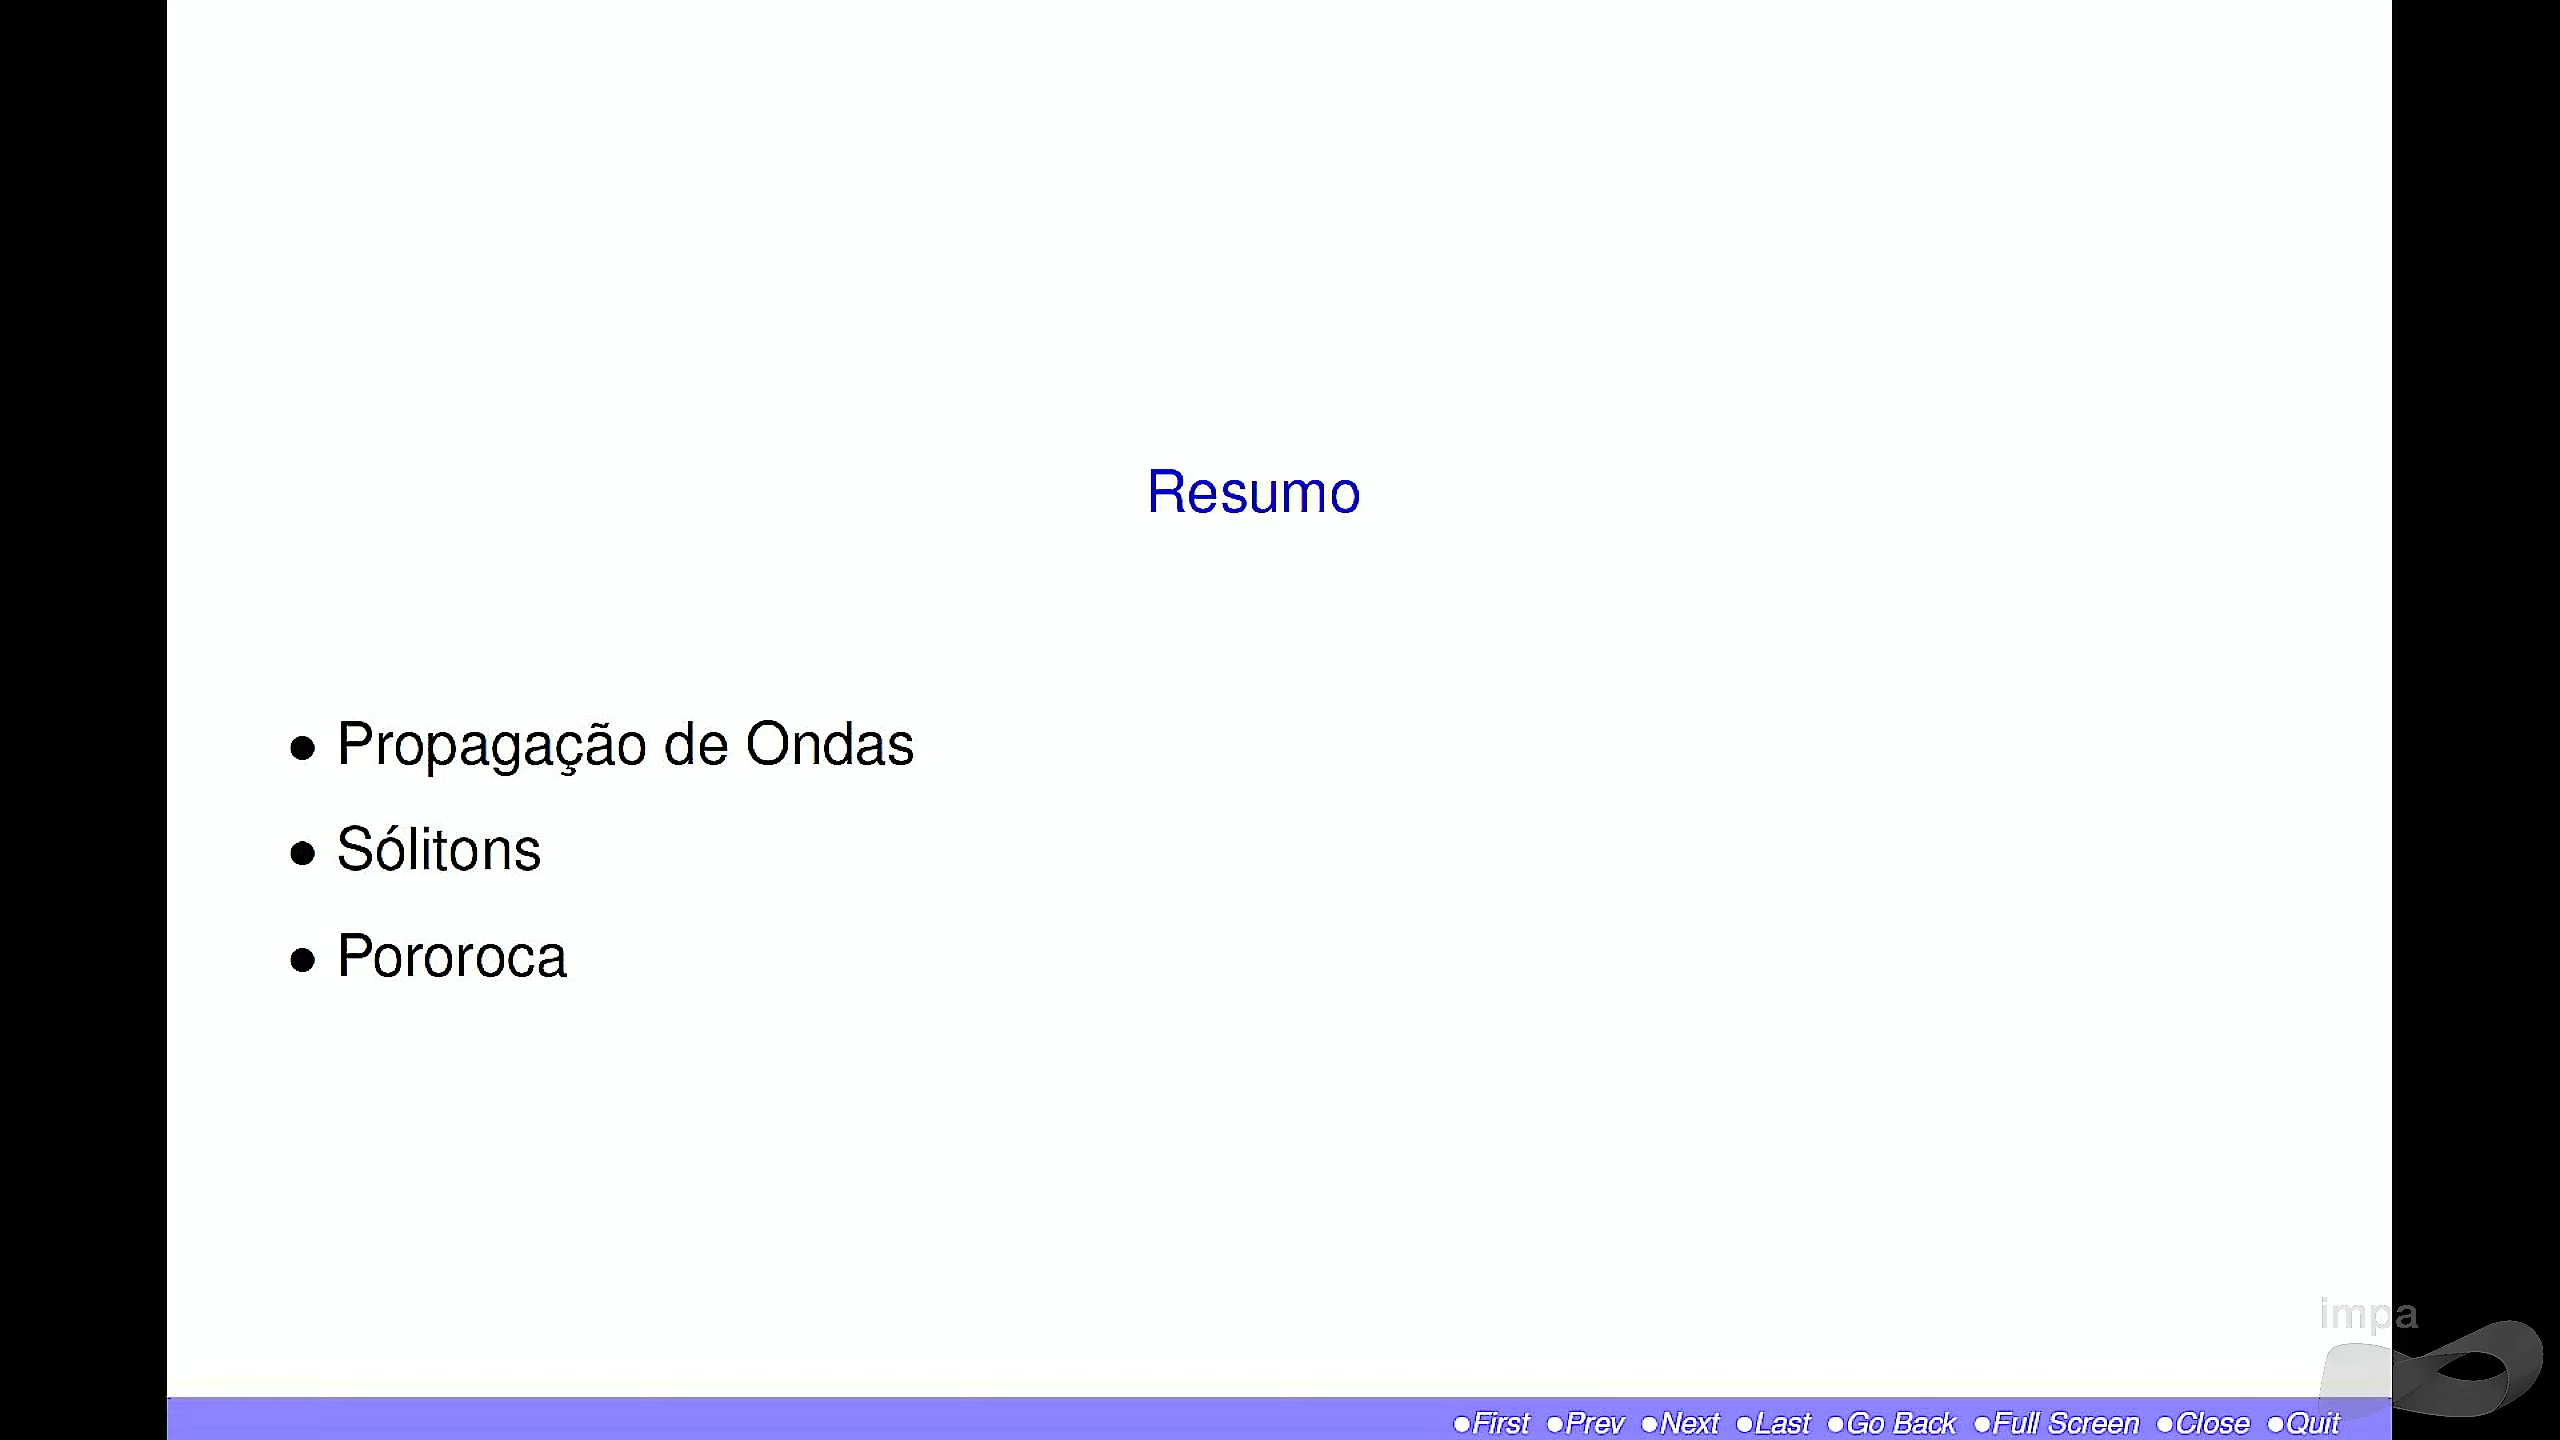 Resumo
• Propagação de Ondas
• Sólitons
• Pororoca
impa
•First •Prev •Next •Last •Go Back •Full Screen •Close •Quit